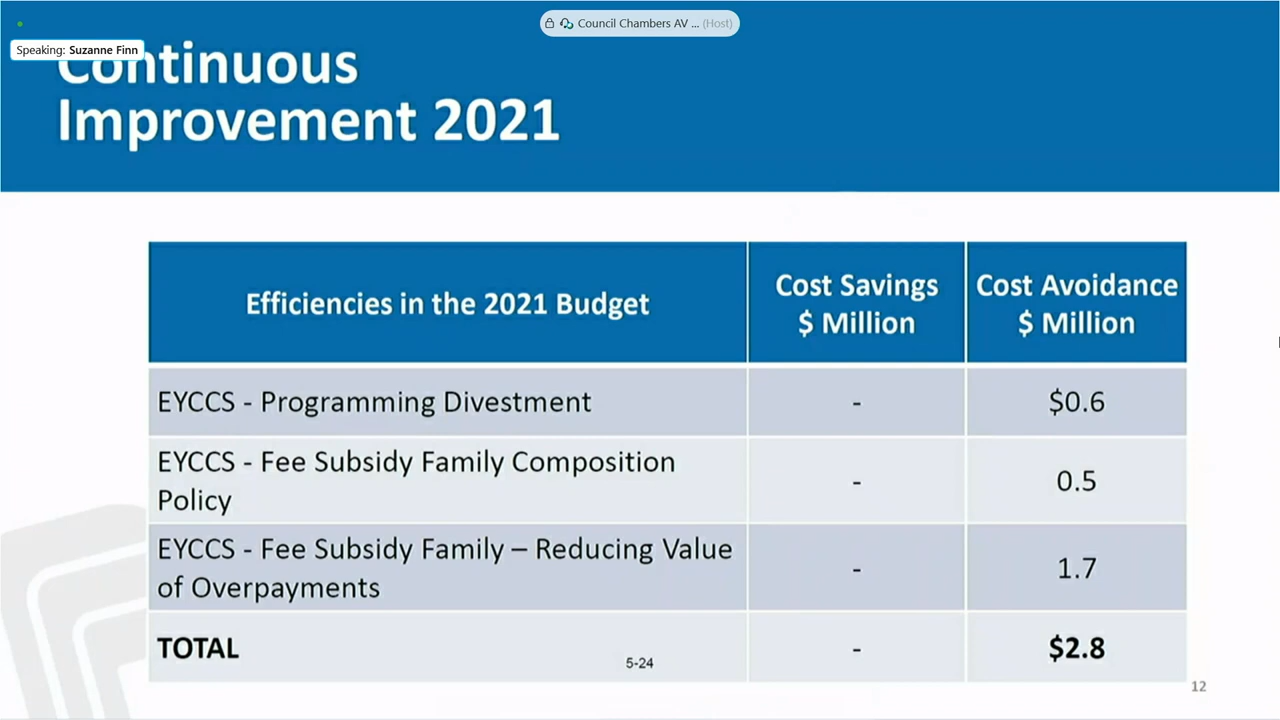 Council Chambers AV ... (Host)
Speaking: Suzanne Finn
Continuous
Improvement 2021
Efficiencies in the 2021 Budget
Cost Savings
$ Million
Cost Avoidance
$ Million
EYCCS - Programming Divestment
-
$0.6
EYCCS - Fee Subsidy Family Composition
Policy
-
0.5
EYCCS - Fee Subsidy Family – Reducing Value
of Overpayments
-
1.7
TOTAL
-
$2.8
5-24
12